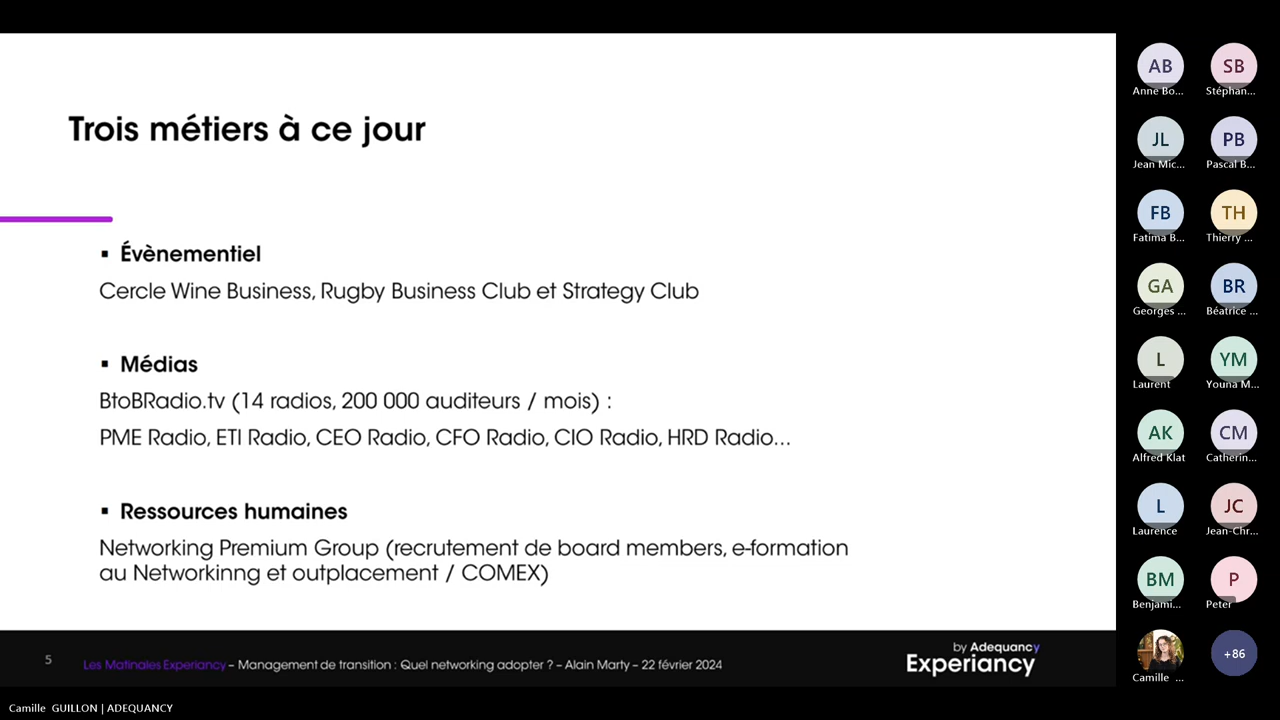 Trois métiers à ce jour
▪ Évènementiel
Cercle Wine Business, Rugby Business Club et Strategy Club
▪ Médias
BtoBRadio.tv (14 radios, 200 000 auditeurs / mois) :
PME Radio, ETI Radio, CEO Radio, CFO Radio, CIO Radio, HRD Radio...
▪ Ressources humaines
Networking Premium Group (recrutement de board members, e-formation
au Networkinng et outplacement / COMEX)
5
Les Matinales Experiancy – Management de transition : Quel networking adopter ? – Alain Marty – 22 février 2024
by Adequancy
Experiancy
AB
Anne Bo...
SB
Stéphan...
JL
Jean Mic...
PB
Pascal B...
FB
Fatima B...
TH
Thierry ...
GA
Georges ...
BR
Béatrice ...
L
Laurent
YM
Youna M...
AK
Alfred Klat
CM
Catherin...
L
Laurence
JC
Jean-Chr...
BM
Benjami...
P
Peter
Camille ...
+86
Camille GUILLON | ADEQUANCY